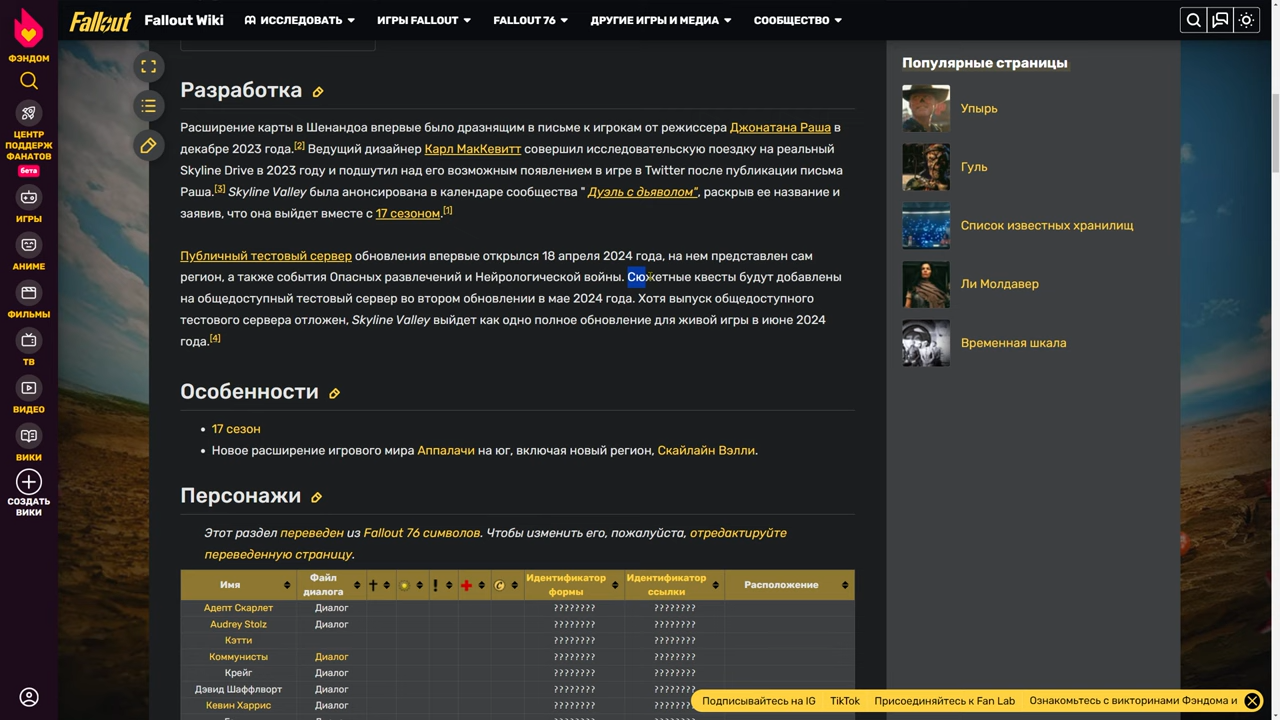 ФЭНДОМ
ЦЕНТР
ПОДДЕРЖ
ФАНАТОВ
бета
ИГРЫ
АНИМЕ
ФИЛЬМЫ
ТВ
ВИДЕО
ВИКИ
СОЗДАТЬ
ВИКИ
Fallout Fallout Wiki ИССЛЕДОВАТЬ ИГРЫ FALLOUT FALLOUT 76 ДРУГИЕ ИГРЫ И МЕДИА СООБЩЕСТВО
Разработка
Расширение карты в Шенандоа впервые было дразнящим в письме к игрокам от режиссера Джонатана Раша в
декабре 2023 года.[2] Ведущий дизайнер Карл МакКевитт совершил исследовательскую поездку на реальный
Skyline Drive в 2023 году и подшутил над его возможным появлением в игре в Twitter после публикации письма
Раша.[3] Skyline Valley была анонсирована в календаре сообщества " Дуэль с дьяволом", раскрыв ее название и
заявив, что она выйдет вместе с 17 сезоном.[1]
Публичный тестовый сервер обновления впервые открылся 18 апреля 2024 года, на нем представлен сам
регион, а также события Опасных развлечений и Нейрологической войны. Сюжетные квесты будут добавлены
на общедоступный тестовый сервер во втором обновлении в мае 2024 года. Хотя выпуск общедоступного
тестового сервера отложен, Skyline Valley выйдет как одно полное обновление для живой игры в июне 2024
года.[4]
Особенности
• 17 сезон
• Новое расширение игрового мира Аппалачи на юг, включая новый регион, Скайлайн Вэлли.
Персонажи
Этот раздел переведен из Fallout 76 символов. Чтобы изменить его, пожалуйста, отредактируйте
переведенную страницу.
Имя Файл диалога Идентификатор формы Идентификатор ссылки Расположение
Адепт Скарлет Диалог ???????? ????????
Audrey Stolz Диалог ???????? ????????
Кэтти ???????? ????????
Коммунисты Диалог ???????? ????????
Крейг Диалог ???????? ????????
Дэвид Шаффлворт Диалог ???????? ????????
Кевин Харрис Диалог ???????? ????????
Популярные страницы
Упырь
Гуль
Список известных хранилищ
Ли Молдавер
Временная шкала
Подписывайтесь на IG TikTok Присоединяйтесь к Fan Lab Ознакомьтесь с викторинами Фэндома и